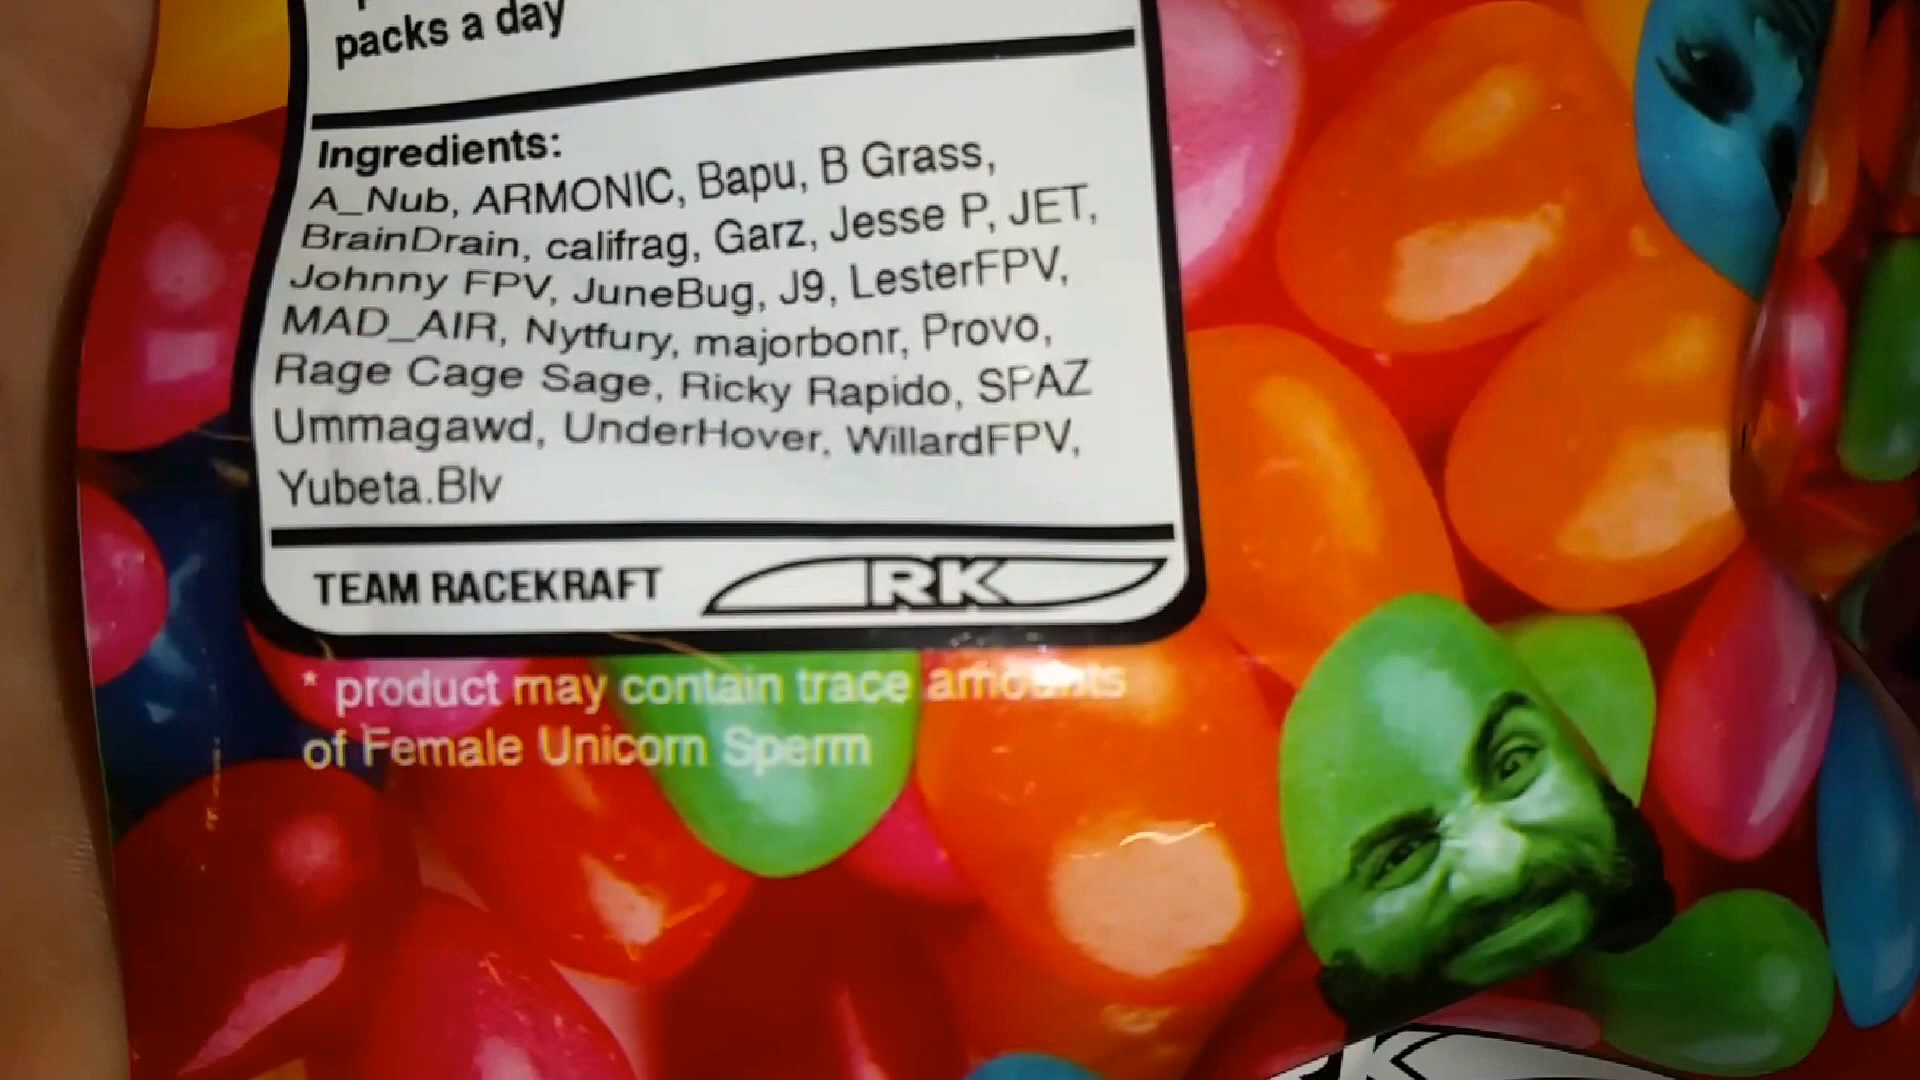 packs a day
Ingredients:
A_Nub, ARMONIC, Bapu, B Grass,
BrainDrain, califrag, Garz, Jesse P, JET,
Johnny FPV, JuneBug, J9, LesterFPV,
MAD_AIR, Nytfury, majorbonr, Provo,
Rage Cage Sage, Ricky Rapido, SPAZ
Ummagawd, UnderHover, WillardFPV,
Yubeta.Blv
TEAM RACEKRAFT RK
* product may contain trace amounts
of Female Unicorn Sperm